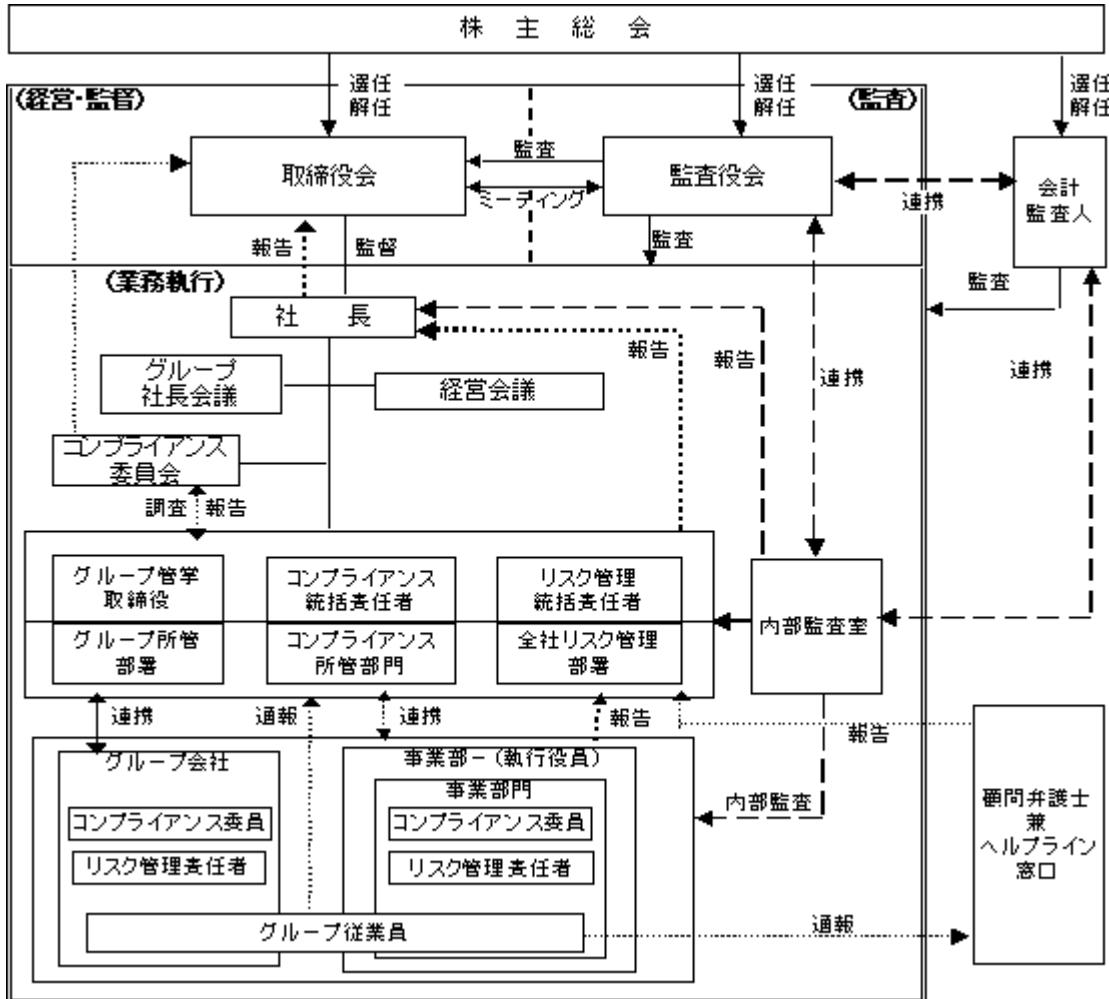 株 主 総 会
選任
解任
選任
解任
選任
解任
(経営・監督)
(監査)
取締役会
監査
ミーティング
監査役会
連携
会計
監査人
報告
監督
監査
監査
(業務執行)
社 長
報告
報告
連携
連携
グループ
社長会議
経営会議
コンプライアンス
委員会
調査
報告
グループ管掌
取締役
コンプライアンス
統括責任者
リスク管理
統括責任者
グループ所管
部署
コンプライアンス
所管部門
全社リスク管理
部署
内部監査室
連携
通報
連携
報告
報告
グループ会社
事業部-(執行役員)
事業部門
コンプライアンス委員
コンプライアンス委員
リスク管理責任者
リスク管理責任者
グループ従業員
内部監査
通報
顧問弁護士
兼
ヘルプライン
窓口